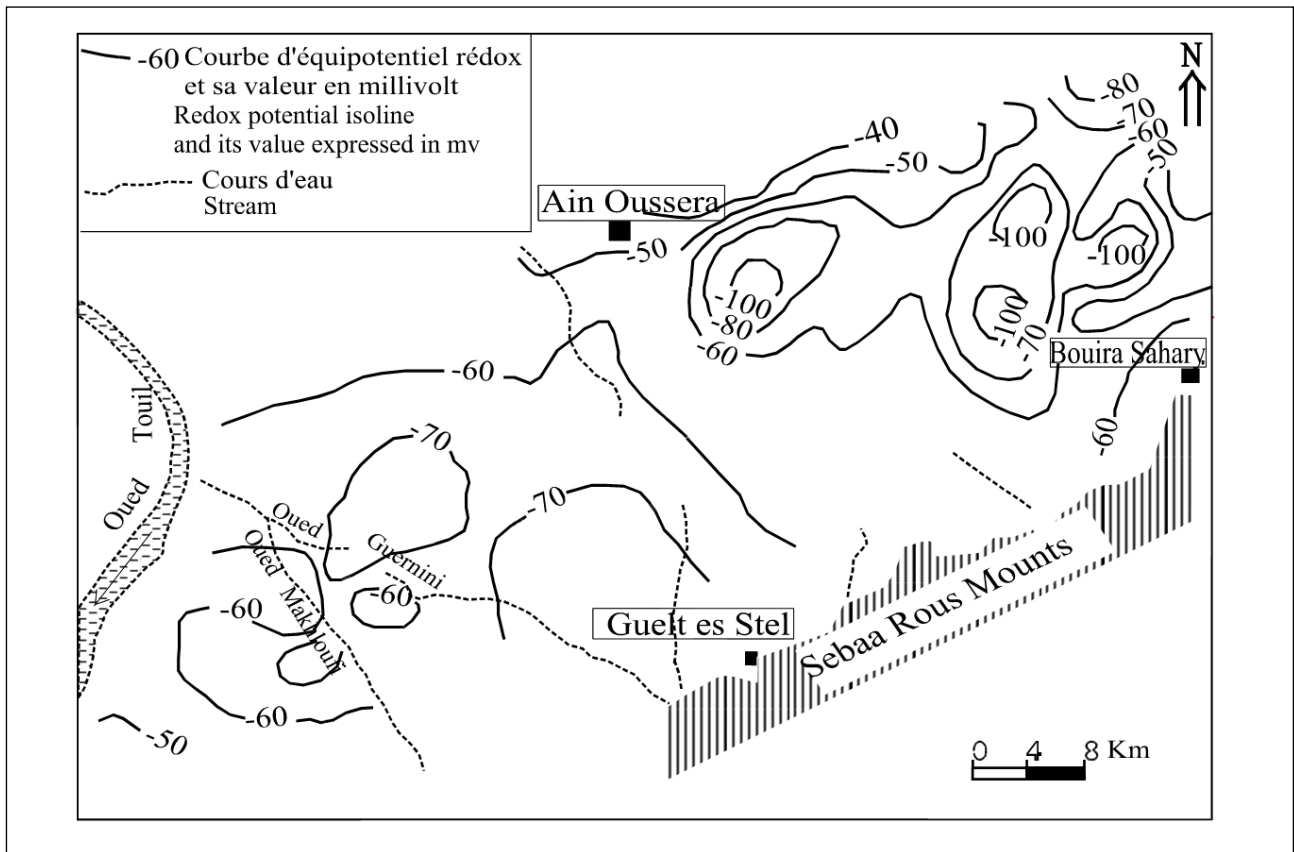 -60 Courbe d'équipotentiel rédox
et sa valeur en millivolt
Redox potential isoline
and its value expressed in mv
Cours d'eau
Stream
N
-80
-70
-60
-50
-40
-50
Ain Oussera
-50
-100
-100
-100
-80
-60
-100
-70
Bouira Sahary
-60
-60
Touil
Oued
-70
-70
Oued
Guernini
Oued
-60
-60
Guelt es Stel
Sebaa Rous Mounts
-60
-50
0 4 8 Km